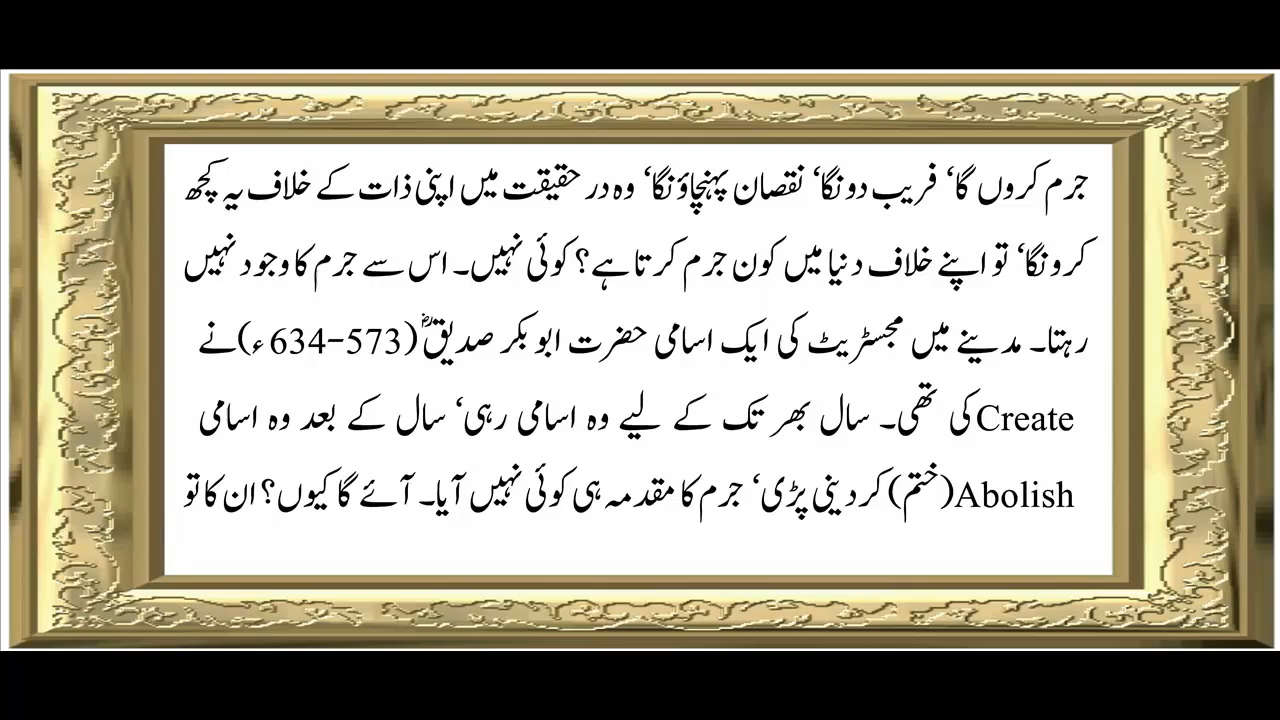 جرم کروں گا‘ فریب دونگا‘ نقصان پہنچاؤنگا‘ وہ در حقیقت میں اپنی ذات کے خلاف یہ کچھ
کرونگا‘ تو اپنے خلاف دنیا میں کون جرم کرتا ہے؟ کوئی نہیں۔ اس سے جرم کا وجود نہیں
رہتا۔ مدینے میں مجسٹریٹ کی ایک اسامی حضرت ابو بکر صدیقؓ (573-634ء) نے
Create کی تھی۔ سال بھر تک کے لیے وہ اسامی رہی‘ سال کے بعد وہ اسامی
Abolish (ختم) کر دینی پڑی‘ جرم کا مقدمہ ہی کوئی نہیں آیا۔ آئے گا کیوں؟ ان کا تو